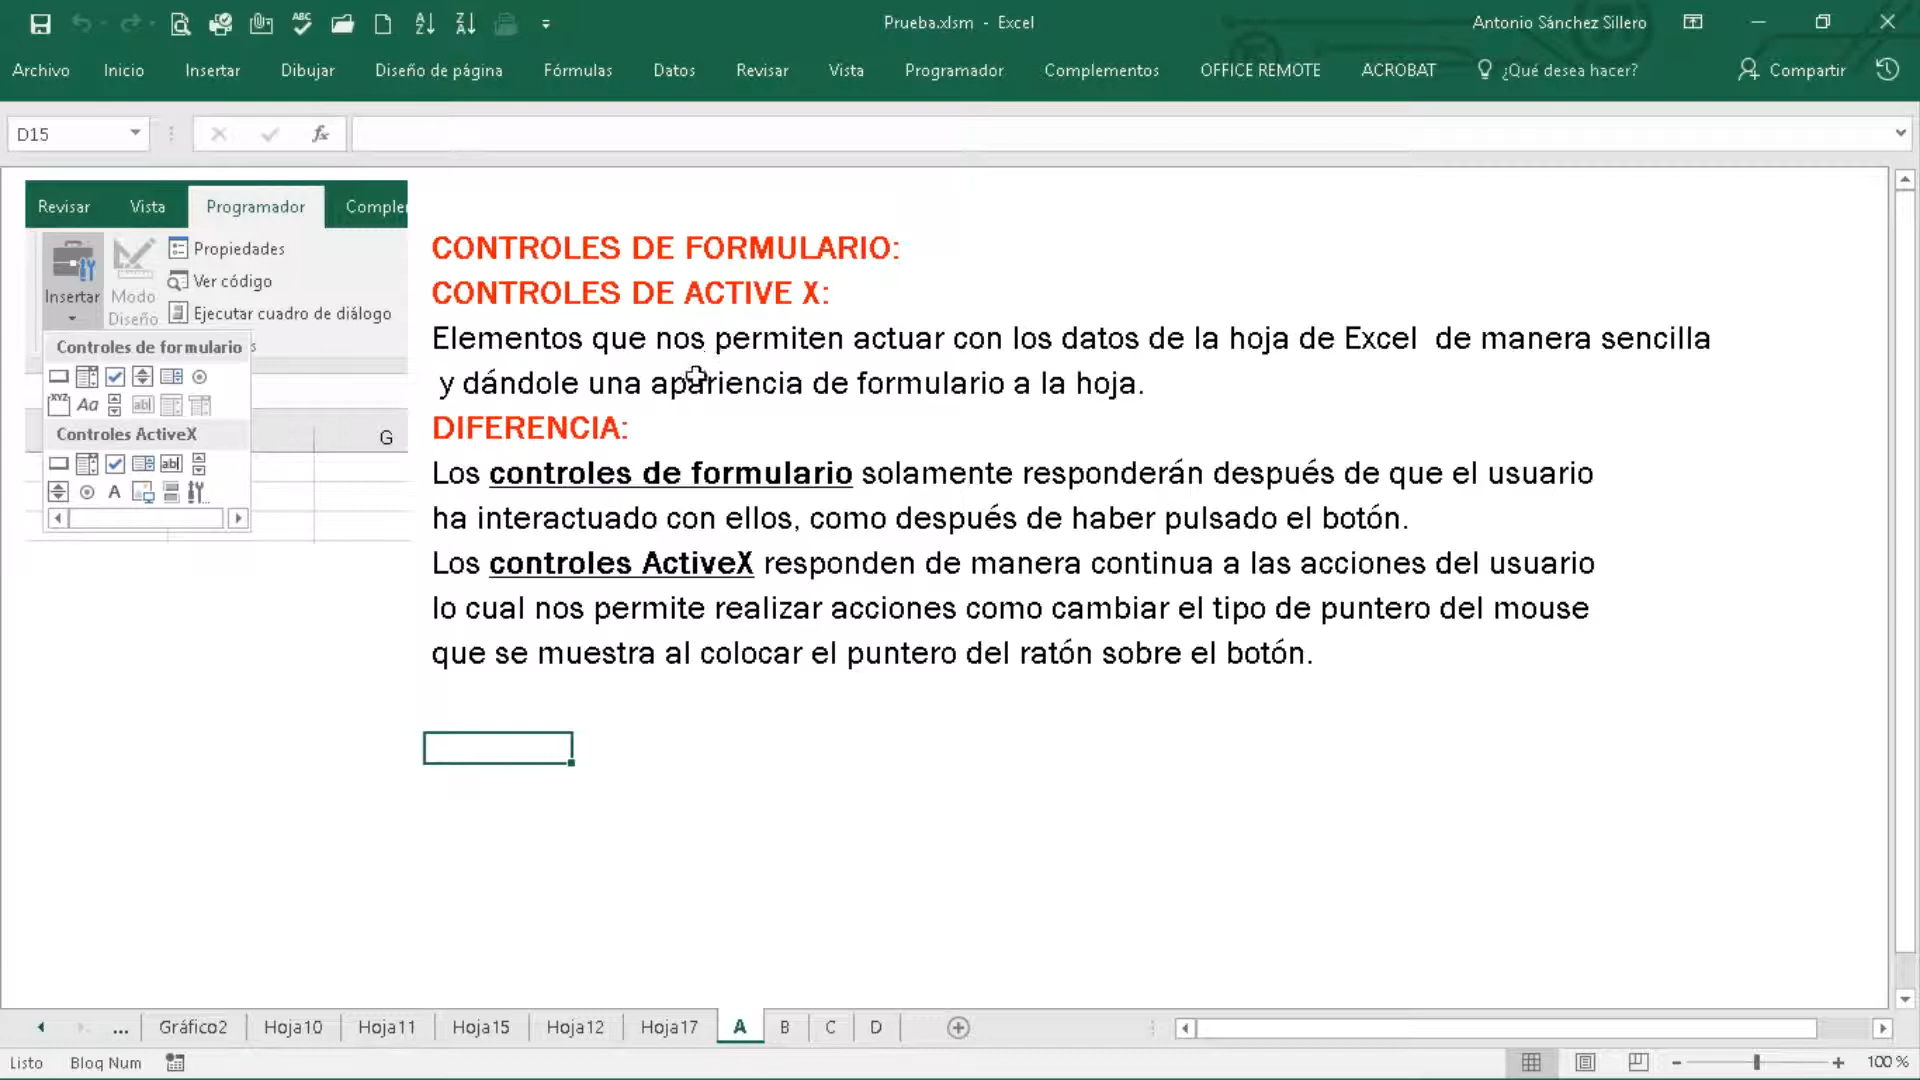 Prueba.xlsm - Excel
Antonio Sánchez Sillero
Archivo Inicio Insertar Dibujar Diseño de página Fórmulas Datos Revisar Vista Programador Complementos OFFICE REMOTE ACROBAT ¿Qué desea hacer? Compartir
D15 fx
Revisar Vista Programador Comple
Propiedades
Ver código
Insertar Modo
Diseño
Ejecutar cuadro de diálogo
Controles de formulario s
XYZ Aa ab|
Controles ActiveX
G
ab|
A
CONTROLES DE FORMULARIO:
CONTROLES DE ACTIVE X:
Elementos que nos permiten actuar con los datos de la hoja de Excel de manera sencilla
y dándole una apariencia de formulario a la hoja.
DIFERENCIA:
Los controles de formulario solamente responderán después de que el usuario
ha interactuado con ellos, como después de haber pulsado el botón.
Los controles ActiveX responden de manera continua a las acciones del usuario
lo cual nos permite realizar acciones como cambiar el tipo de puntero del mouse
que se muestra al colocar el puntero del ratón sobre el botón.
... Gráfico2 Hoja10 Hoja11 Hoja15 Hoja12 Hoja17 A B C D
Listo Bloq Num 100 %